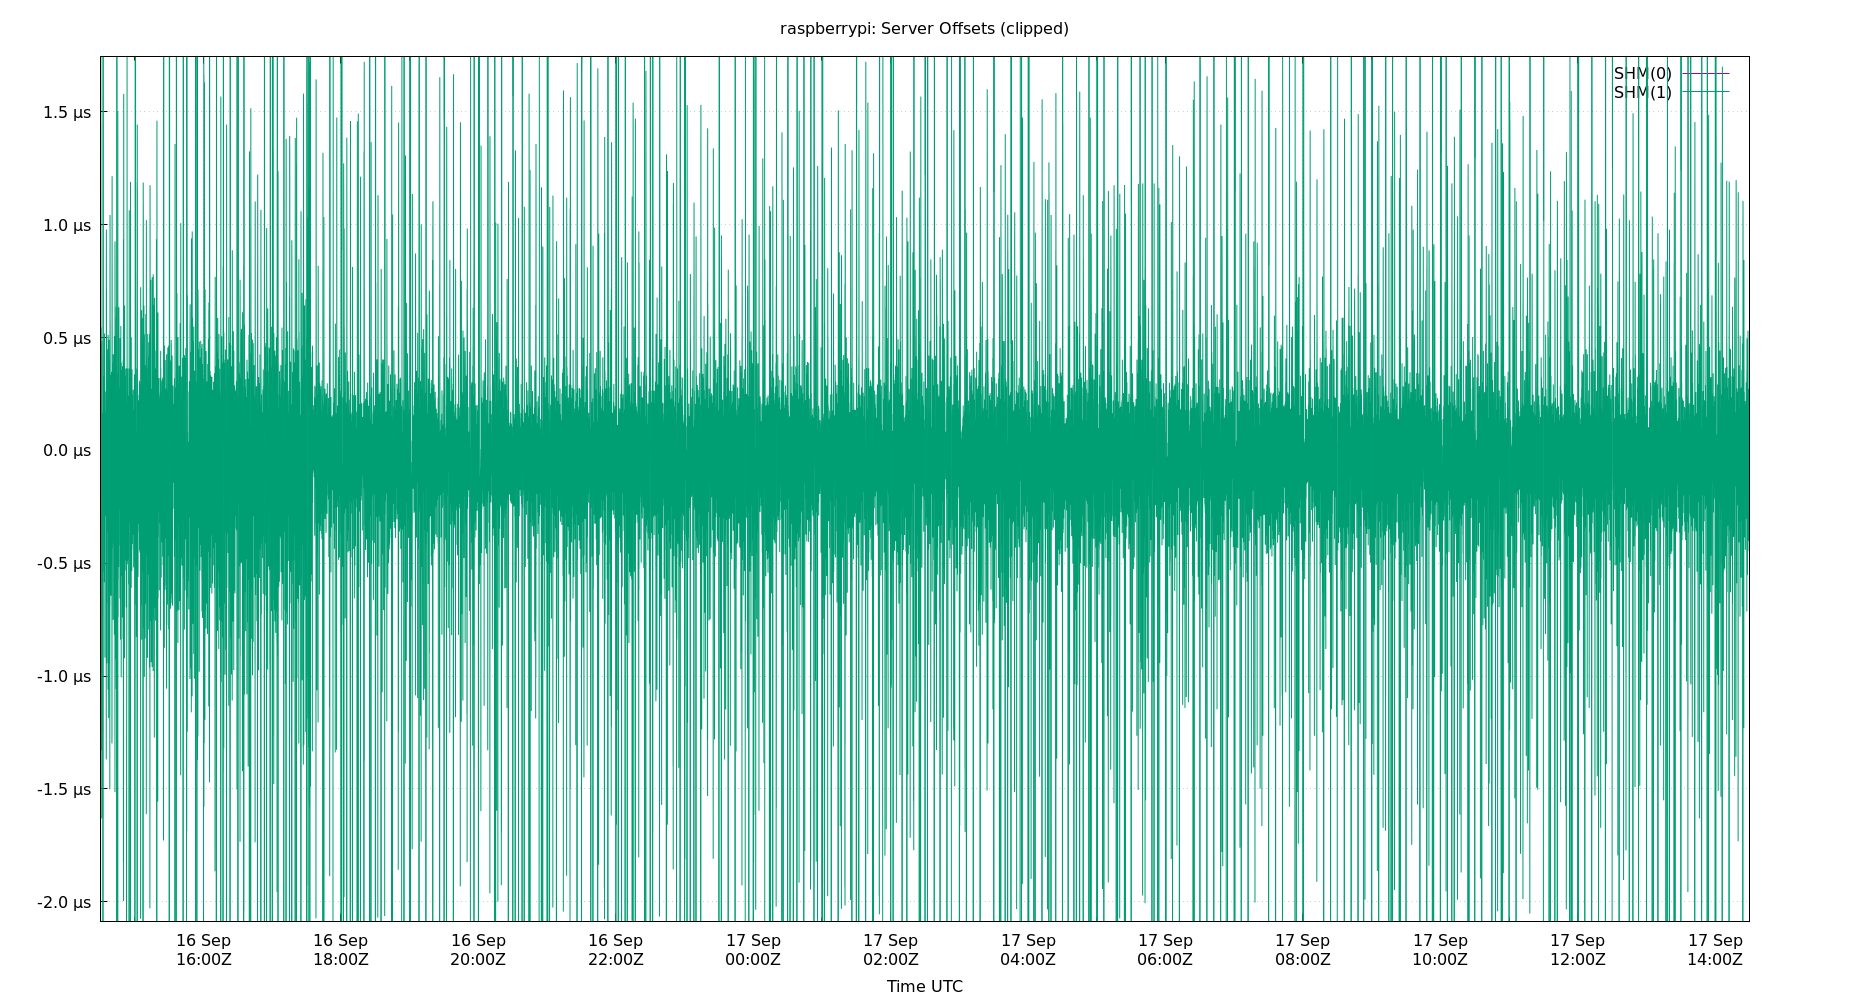 raspberrypi: Server Offsets (clipped)
SHM(0)
SHM(1)
1.5 µs
1.0 µs
0.5 µs
0.0 µs
-0.5 µs
-1.0 µs
-1.5 µs
-2.0 µs
16 Sep 16 Sep 16 Sep 16 Sep 17 Sep 17 Sep 17 Sep 17 Sep 17 Sep 17 Sep 17 Sep 17 Sep
16:00Z 18:00Z 20:00Z 22:00Z 00:00Z 02:00Z 04:00Z 06:00Z 08:00Z 10:00Z 12:00Z 14:00Z
Time UTC